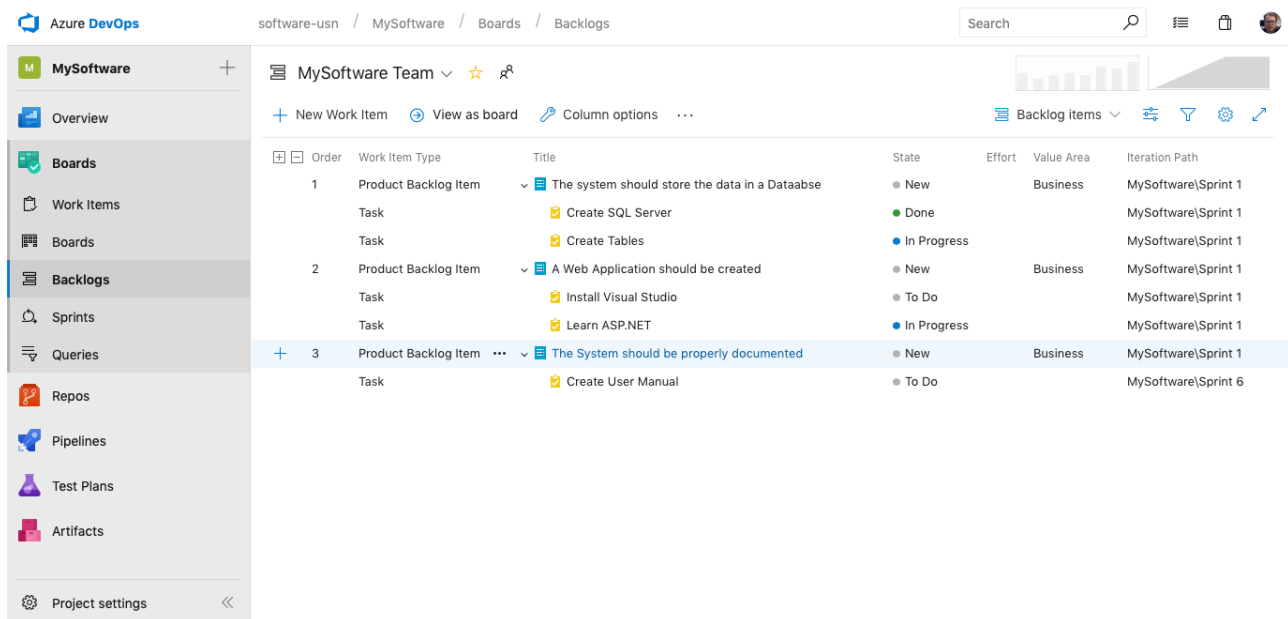 Azure DevOps
software-usn / MySoftware / Boards / Backlogs
Search
M MySoftware
MySoftware Team
Overview
New Work Item View as board Column options ...
Backlog items
Boards
Order Work Item Type Title State Effort Value Area Iteration Path
1 Product Backlog Item The system should store the data in a Dataabse New Business MySoftware\Sprint 1
Work Items
Task Create SQL Server Done MySoftware\Sprint 1
Boards
Task Create Tables In Progress MySoftware\Sprint 1
2 Product Backlog Item A Web Application should be created New Business MySoftware\Sprint 1
Backlogs
Task Install Visual Studio To Do MySoftware\Sprint 1
Sprints
Task Learn ASP.NET In Progress MySoftware\Sprint 1
Queries
3 Product Backlog Item ... The System should be properly documented New Business MySoftware\Sprint 1
Task Create User Manual To Do MySoftware\Sprint 6
Repos
Pipelines
Test Plans
Artifacts
Project settings